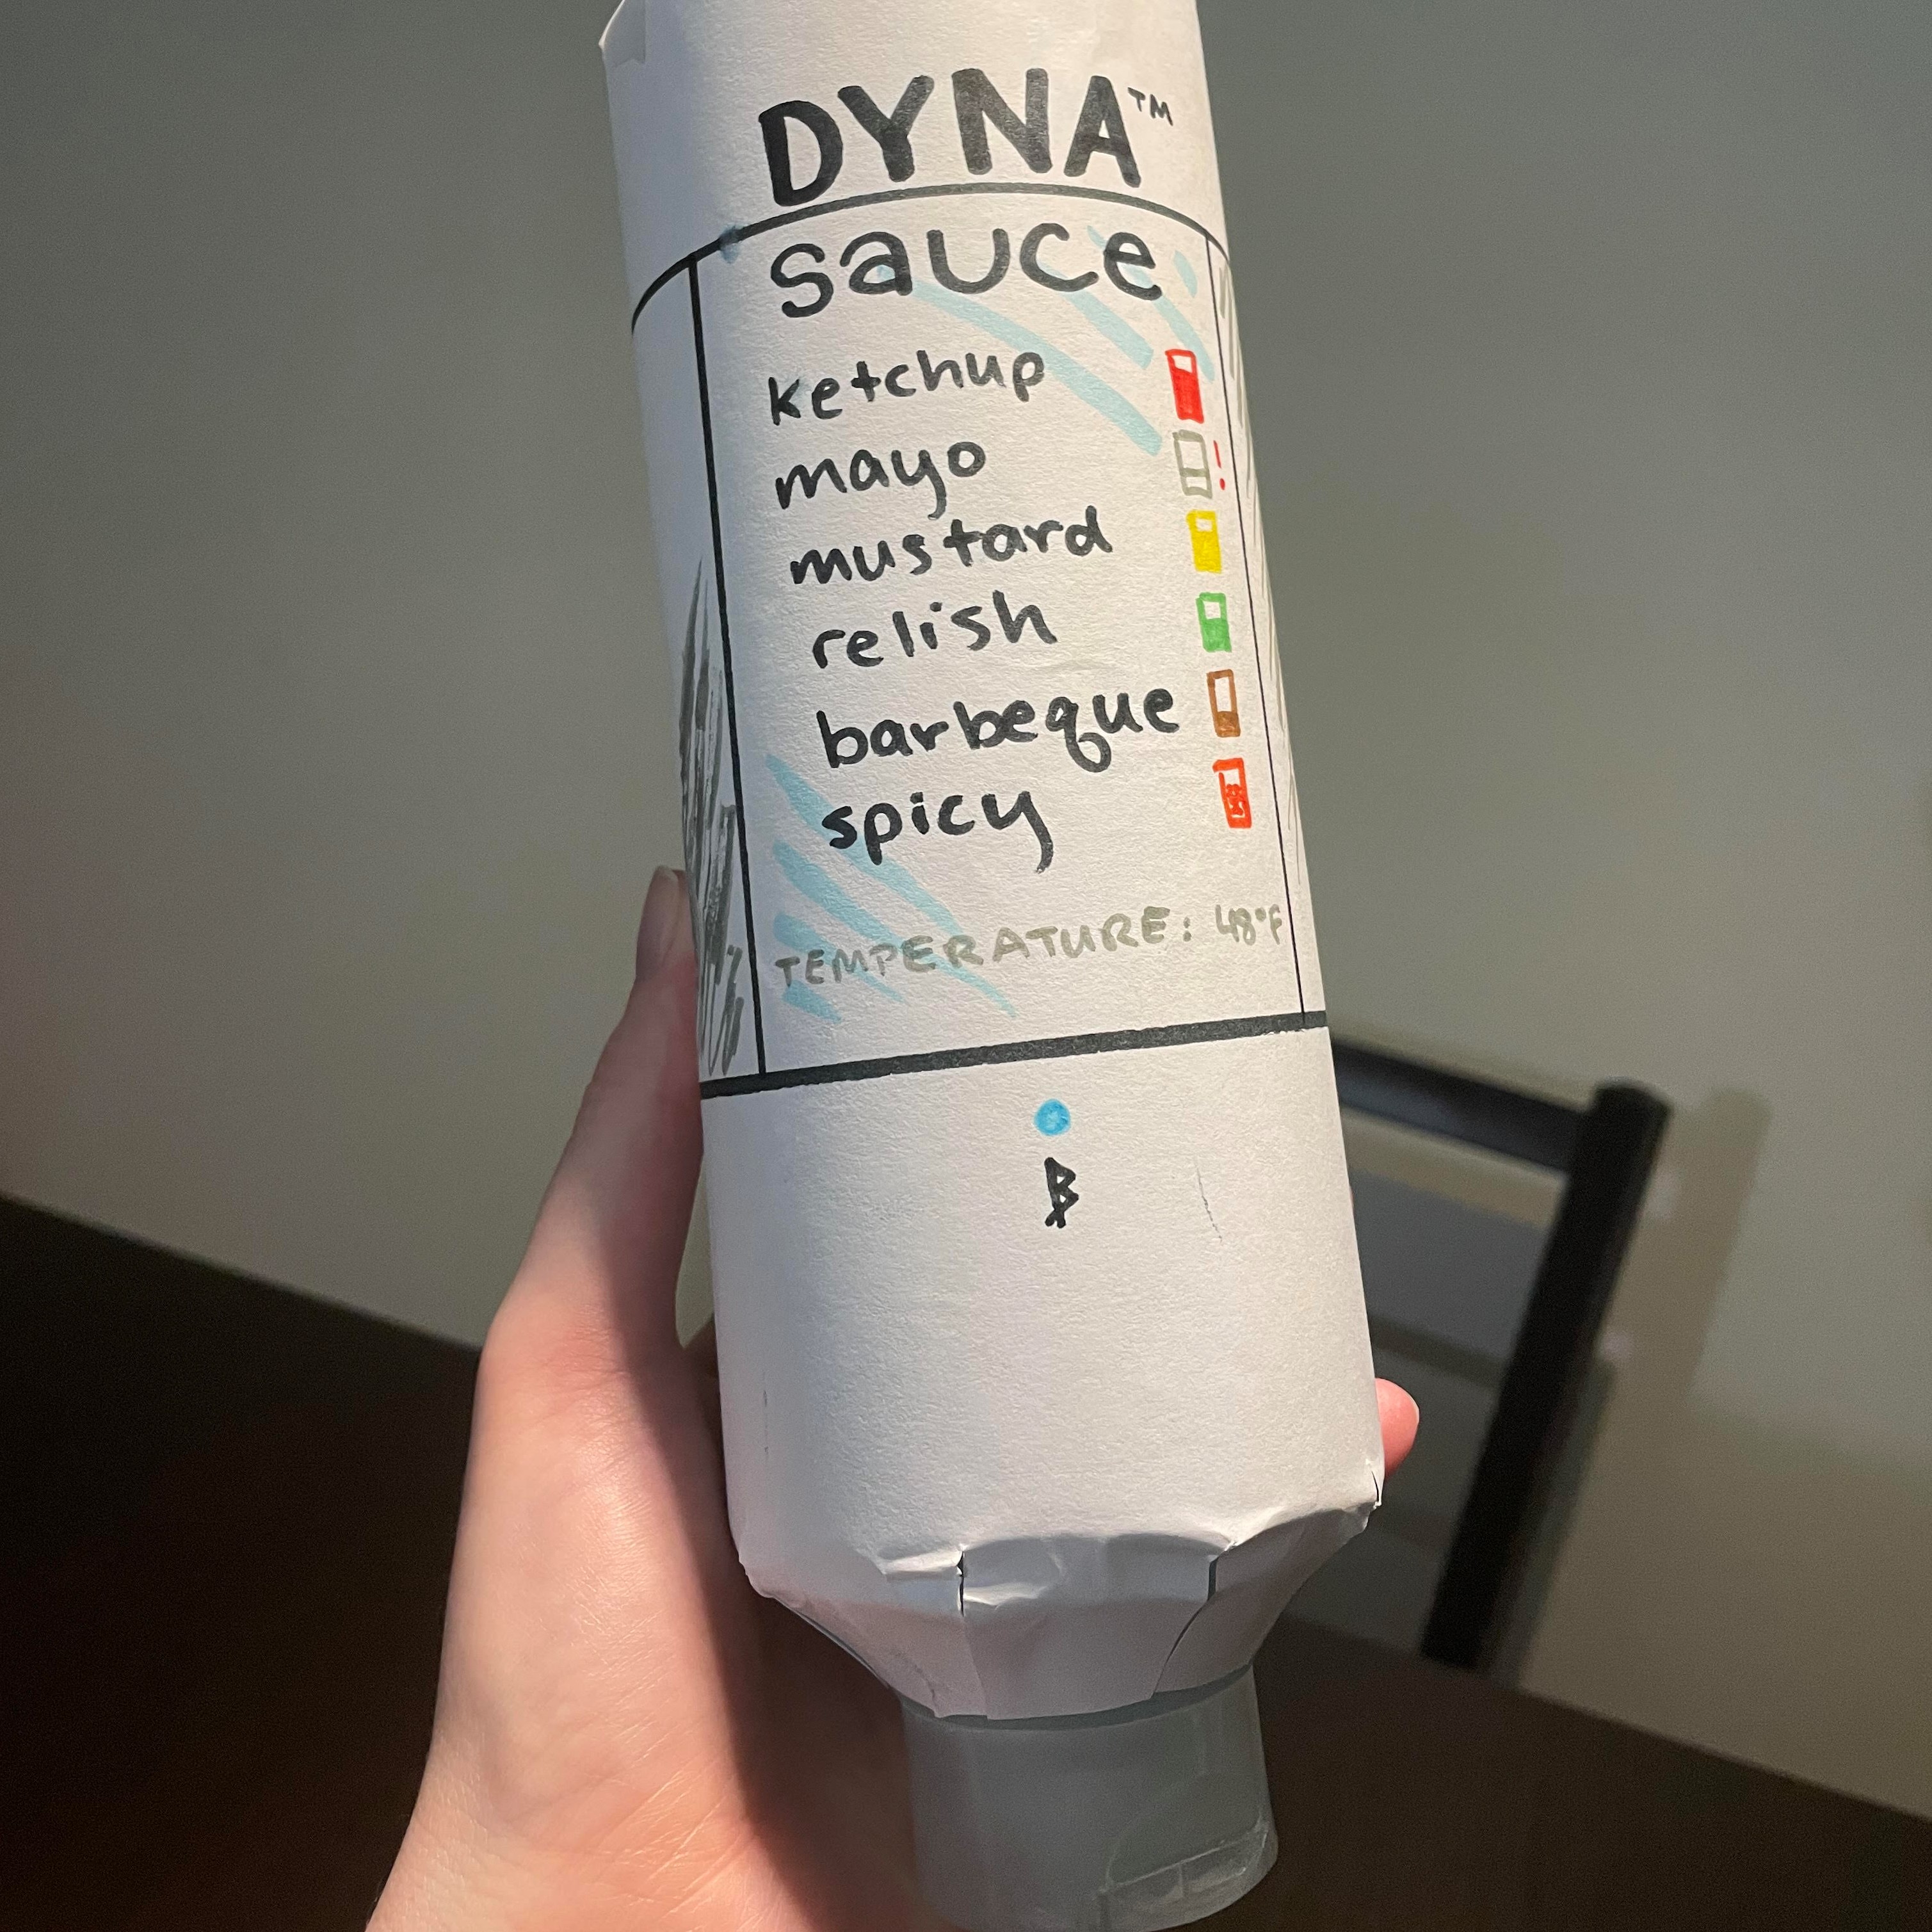 DYNA™
sauce
ketchup
mayo !
mustard
relish
barbeque
spicy
TEMPERATURE: 48°F